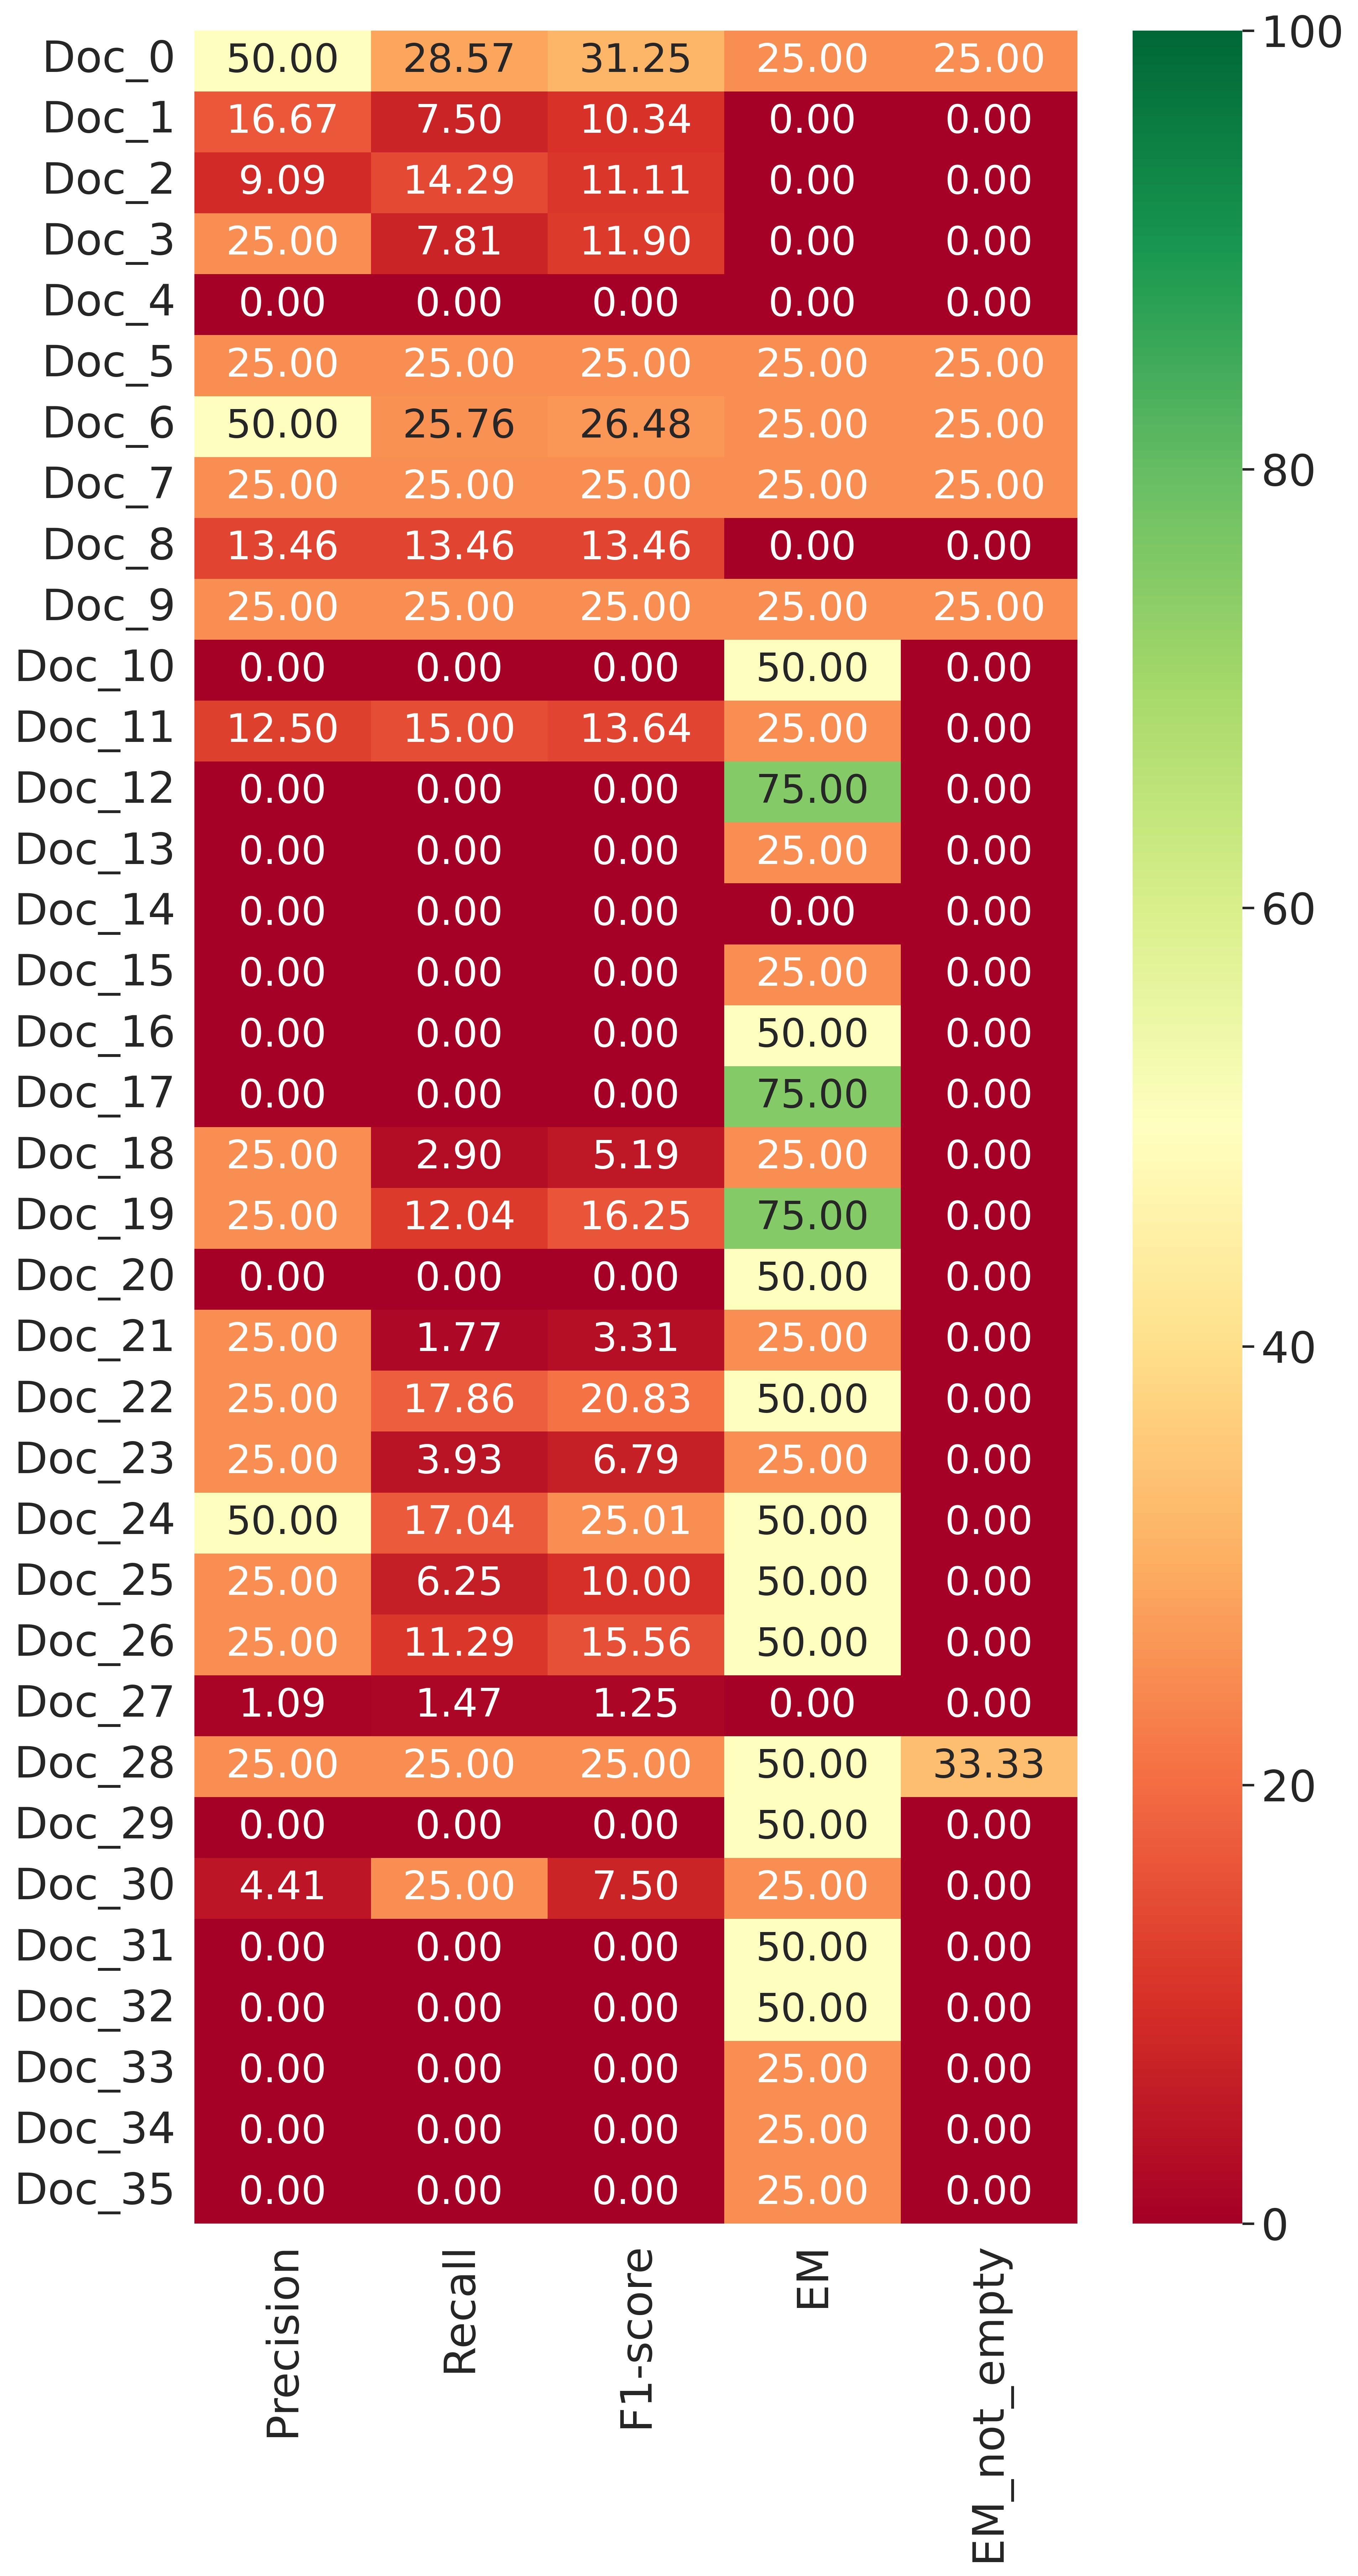 Doc_0 50.00 28.57 31.25 25.00 25.00
Doc_1 16.67 7.50 10.34 0.00 0.00
Doc_2 9.09 14.29 11.11 0.00 0.00
Doc_3 25.00 7.81 11.90 0.00 0.00
Doc_4 0.00 0.00 0.00 0.00 0.00
Doc_5 25.00 25.00 25.00 25.00 25.00
Doc_6 50.00 25.76 26.48 25.00 25.00
Doc_7 25.00 25.00 25.00 25.00 25.00
Doc_8 13.46 13.46 13.46 0.00 0.00
Doc_9 25.00 25.00 25.00 25.00 25.00
Doc_10 0.00 0.00 0.00 50.00 0.00
Doc_11 12.50 15.00 13.64 25.00 0.00
Doc_12 0.00 0.00 0.00 75.00 0.00
Doc_13 0.00 0.00 0.00 25.00 0.00
Doc_14 0.00 0.00 0.00 0.00 0.00
Doc_15 0.00 0.00 0.00 25.00 0.00
Doc_16 0.00 0.00 0.00 50.00 0.00
Doc_17 0.00 0.00 0.00 75.00 0.00
Doc_18 25.00 2.90 5.19 25.00 0.00
Doc_19 25.00 12.04 16.25 75.00 0.00
Doc_20 0.00 0.00 0.00 50.00 0.00
Doc_21 25.00 1.77 3.31 25.00 0.00
Doc_22 25.00 17.86 20.83 50.00 0.00
Doc_23 25.00 3.93 6.79 25.00 0.00
Doc_24 50.00 17.04 25.01 50.00 0.00
Doc_25 25.00 6.25 10.00 50.00 0.00
Doc_26 25.00 11.29 15.56 50.00 0.00
Doc_27 1.09 1.47 1.25 0.00 0.00
Doc_28 25.00 25.00 25.00 50.00 33.33
Doc_29 0.00 0.00 0.00 50.00 0.00
Doc_30 4.41 25.00 7.50 25.00 0.00
Doc_31 0.00 0.00 0.00 50.00 0.00
Doc_32 0.00 0.00 0.00 50.00 0.00
Doc_33 0.00 0.00 0.00 25.00 0.00
Doc_34 0.00 0.00 0.00 25.00 0.00
Doc_35 0.00 0.00 0.00 25.00 0.00
Precision
Recall
F1-score
EM
EM_not_empty
100
80
60
40
20
0